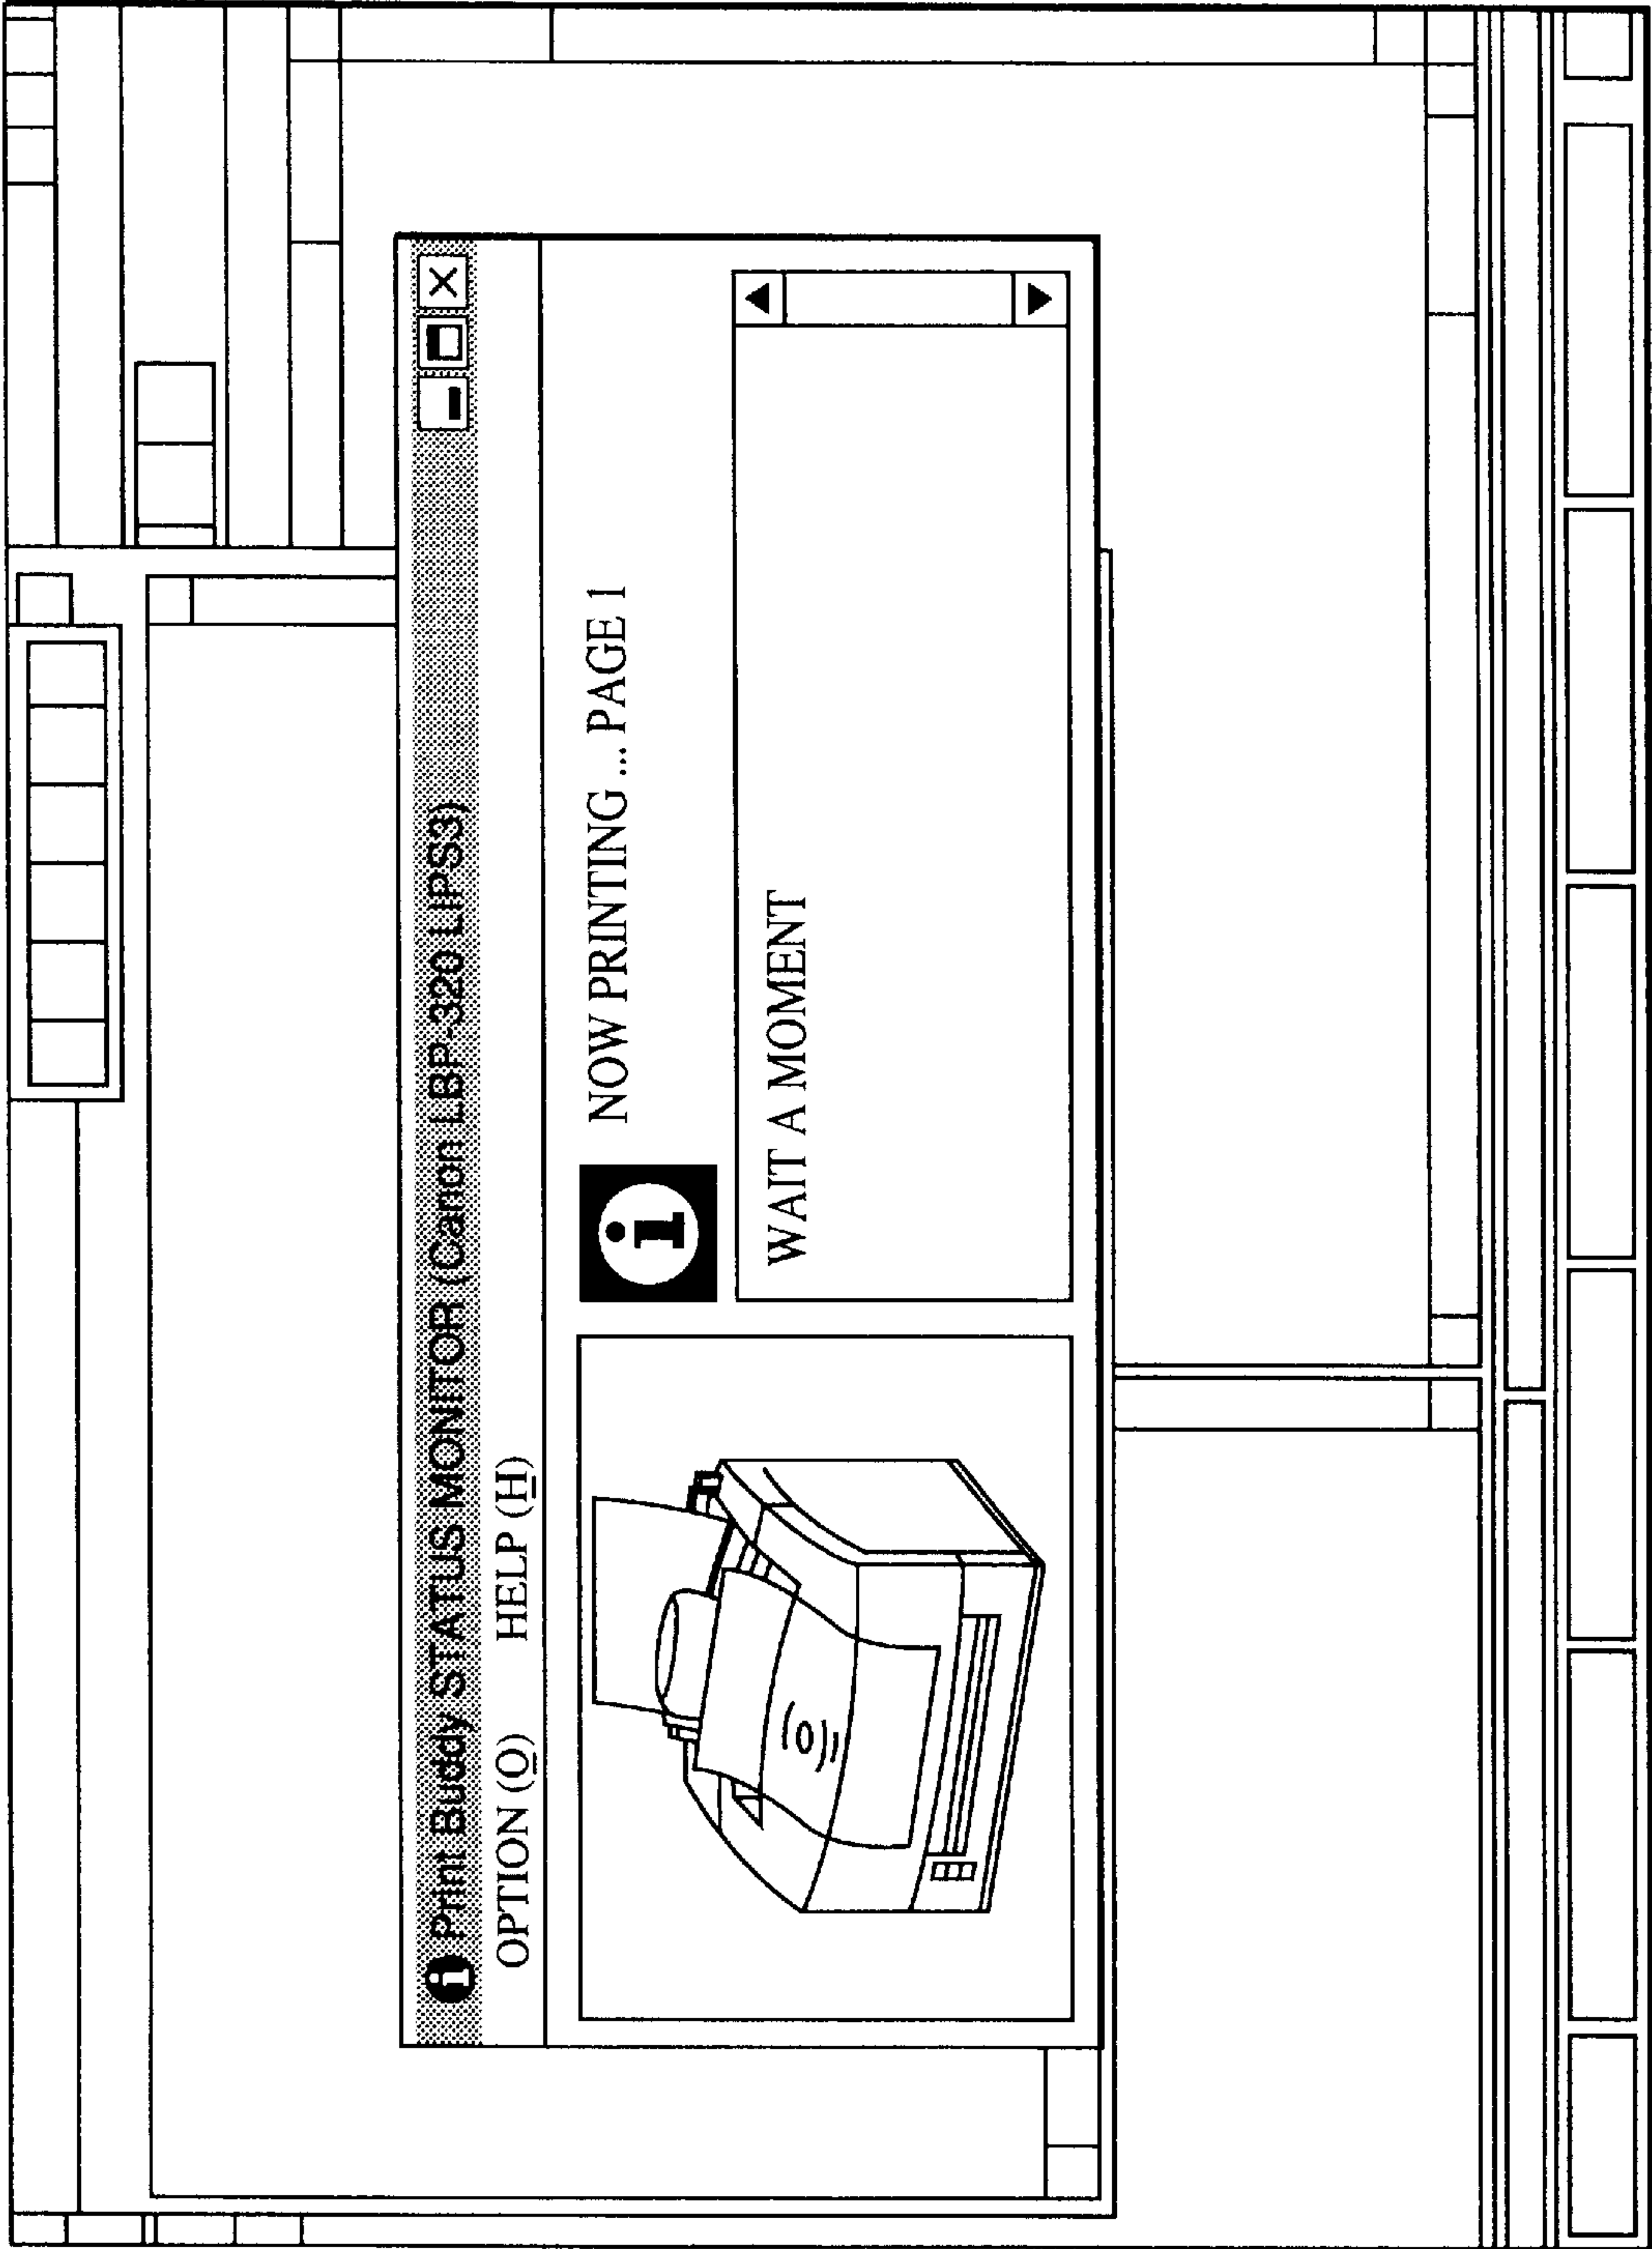 Print Buddy STATUS MONITOR (Canon LBP-320 LIPS3)
OPTION (O) HELP (H)
NOW PRINTING ... PAGE 1
WAIT A MOMENT